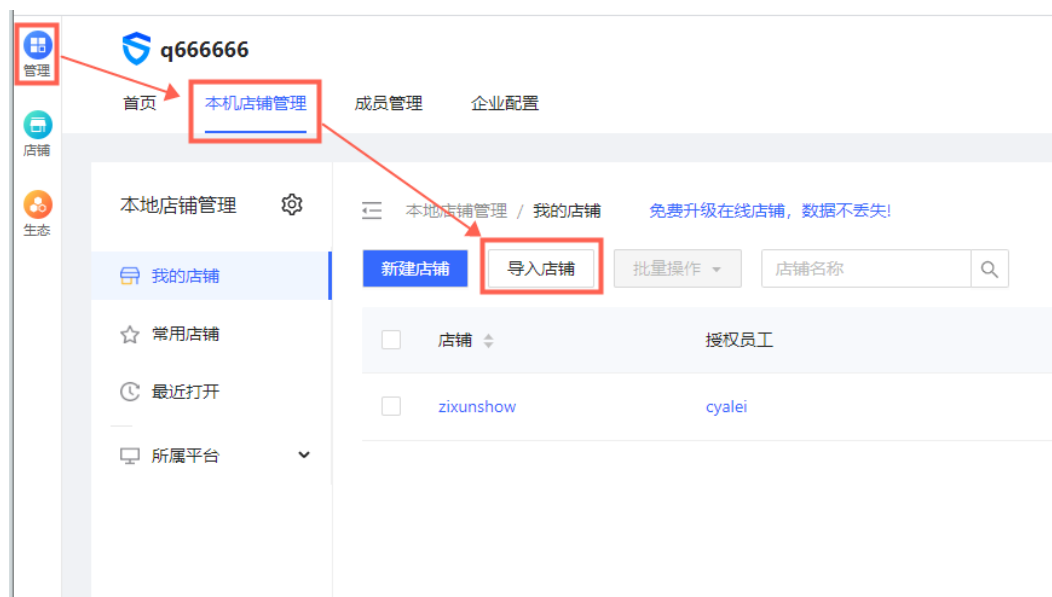 管理
店铺
生态
q666666
首页 本机店铺管理 成员管理 企业配置
本地店铺管理
我的店铺
常用店铺
最近打开
所属平台
本地店铺管理 / 我的店铺 免费升级在线店铺，数据不丢失!
新建店铺 导入店铺 批量操作 店铺名称
店铺 授权员工
zixunshow cyalei